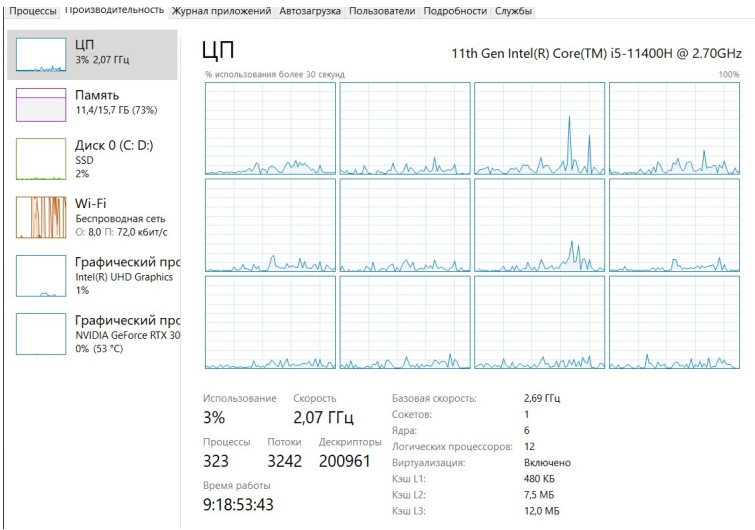 Процессы Производительность Журнал приложений Автозагрузка Пользователи Подробности Службы
ЦП
3% 2,07 ГГц
Память
11,4/15,7 ГБ (73%)
Диск 0 (C: D:)
SSD
2%
Wi-Fi
Беспроводная сеть
О: 8,0 П: 72,0 кбит/с
Графический прс
Intel(R) UHD Graphics
1%
Графический прс
NVIDIA GeForce RTX 30
0% (53 °C)
ЦП 11th Gen Intel(R) Core(TM) i5-11400H @ 2.70GHz
% использования более 30 секунд 100%
Использование Скорость
3% 2,07 ГГц
Процессы Потоки Дескрипторы
323 3242 200961
Время работы
9:18:53:43
Базовая скорость: 2,69 ГГц
Сокетов: 1
Ядра: 6
Логических процессоров: 12
Виртуализация: Включено
Кэш L1: 480 КБ
Кэш L2: 7,5 МБ
Кэш L3: 12,0 МБ